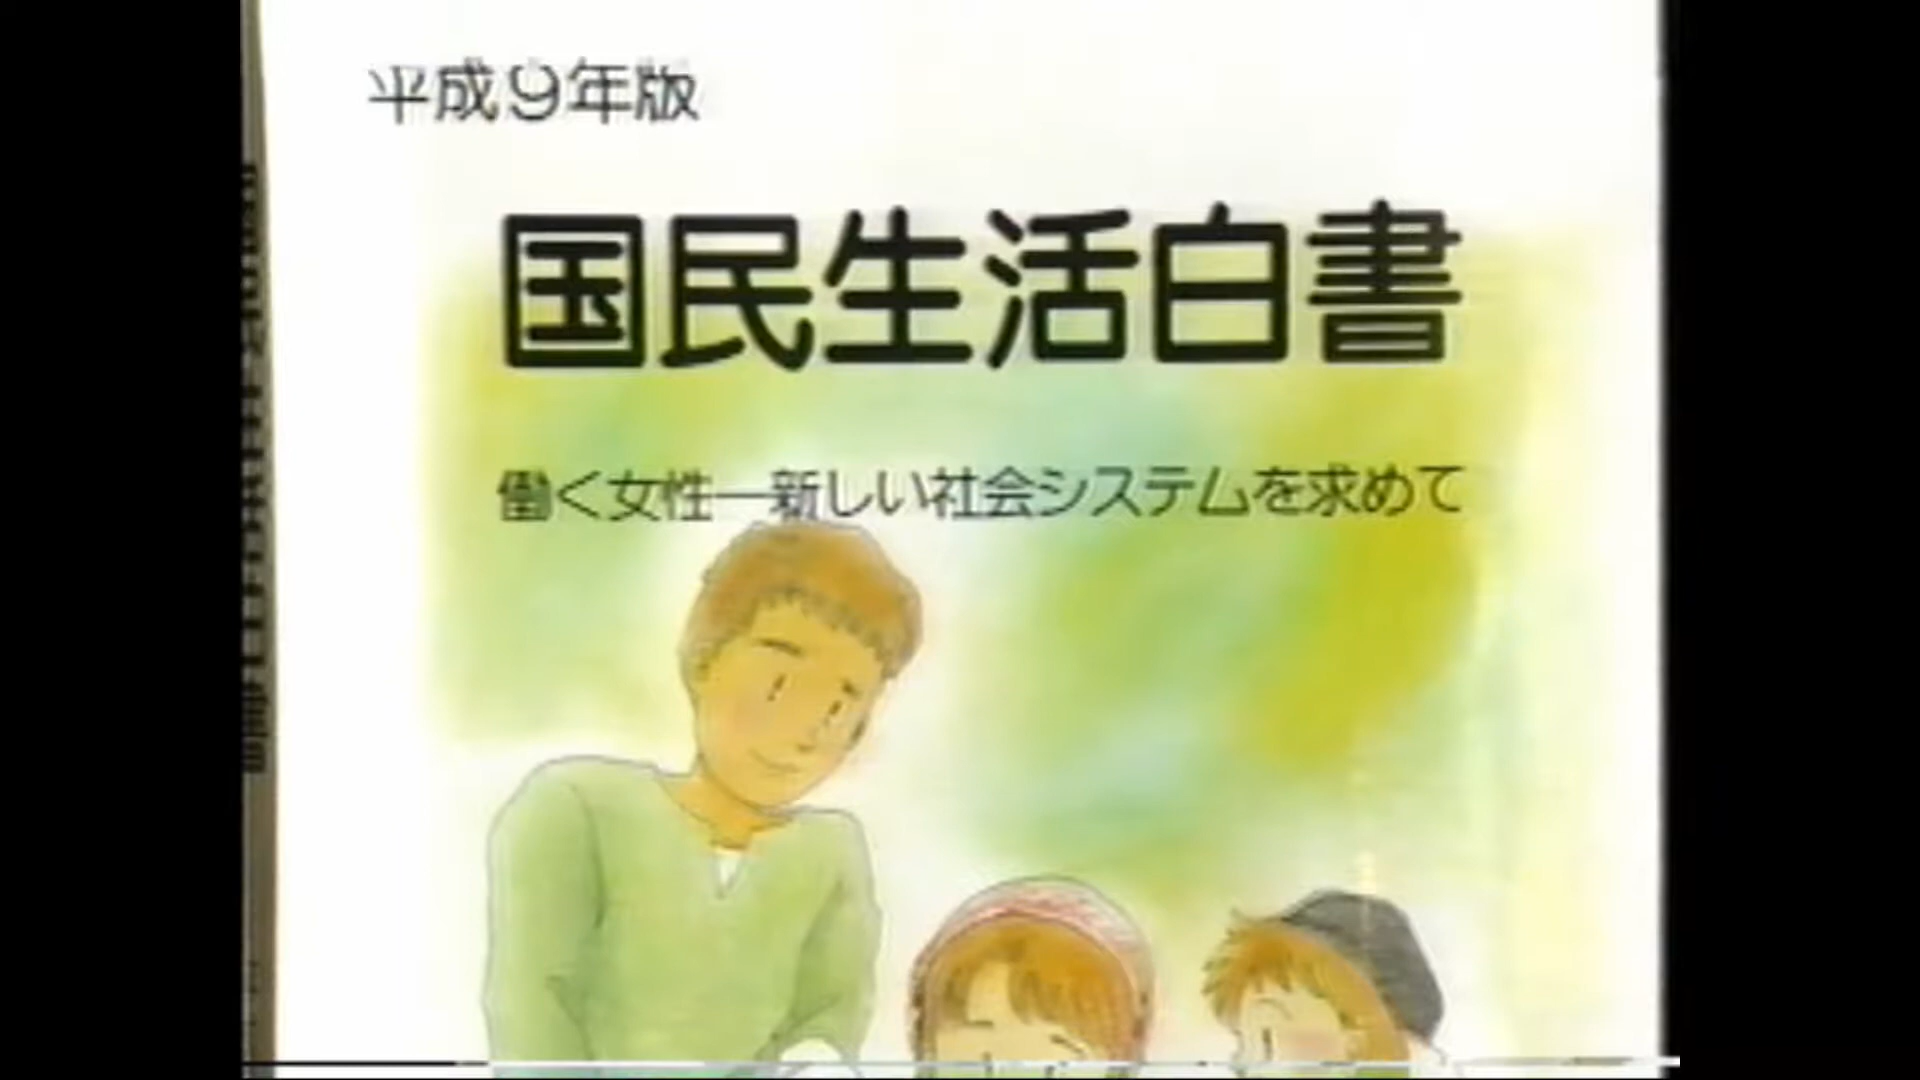 平成9年版
国民生活白書
働く女性―新しい社会システムを求めて